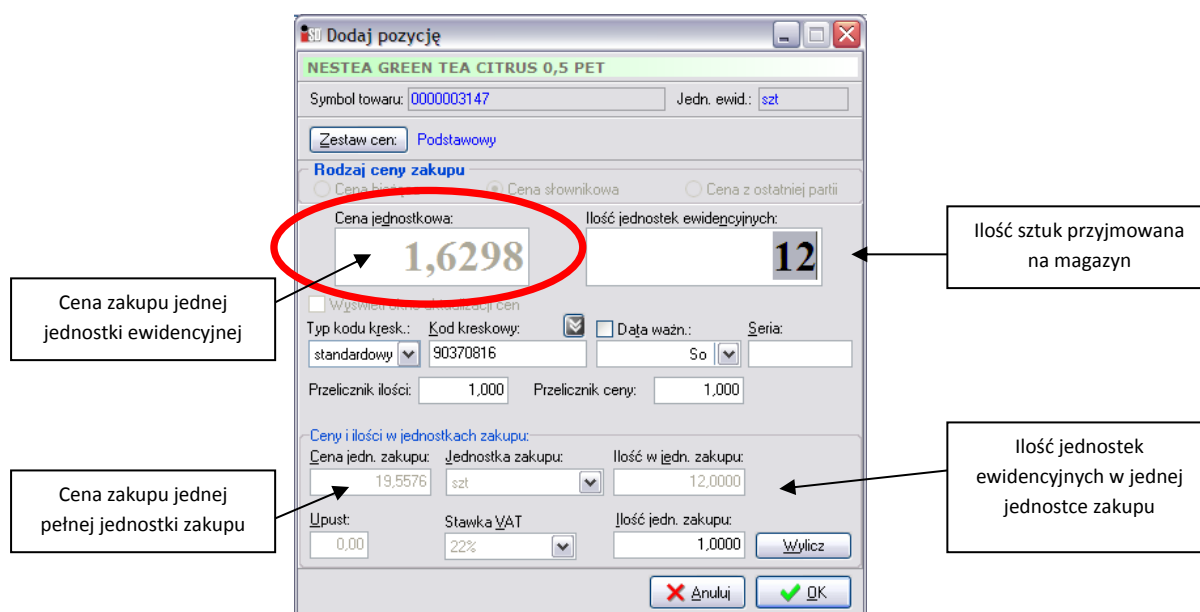 Dodaj pozycję
NESTEA GREEN TEA CITRUS 0,5 PET
Symbol towaru: 0000003147 Jedn. ewid.: szt
Zestaw cen: Podstawowy
Rodzaj ceny zakupu
Cena Cena słownikowa Cena z ostatniej partii
Cena jednostkowa: Ilość jednostek ewidencyjnych:
1,6298 12
Ilość sztuk przyjmowana
na magazyn
Cena zakupu jednej
jednostki ewidencyjnej
Wyświetl okno aktualizacji cen
Typ kodu kresk.: Kod kreskowy: Data ważn.: Seria:
standardowy 90370816 So
Przelicznik ilości: 1,000 Przelicznik ceny: 1,000
Ceny i ilości w jednostkach zakupu:
Cena jedn. zakupu: Jednostka zakupu: Ilość w jedn. zakupu:
19,5576 szt 12,0000
Ilość jednostek
ewidencyjnych w jednej
jednostce zakupu
Cena zakupu jednej
pełnej jednostki zakupu
Upust: Stawka VAT Ilość jedn. zakupu:
0,00 22% 1,0000 Wylicz
Anuluj OK